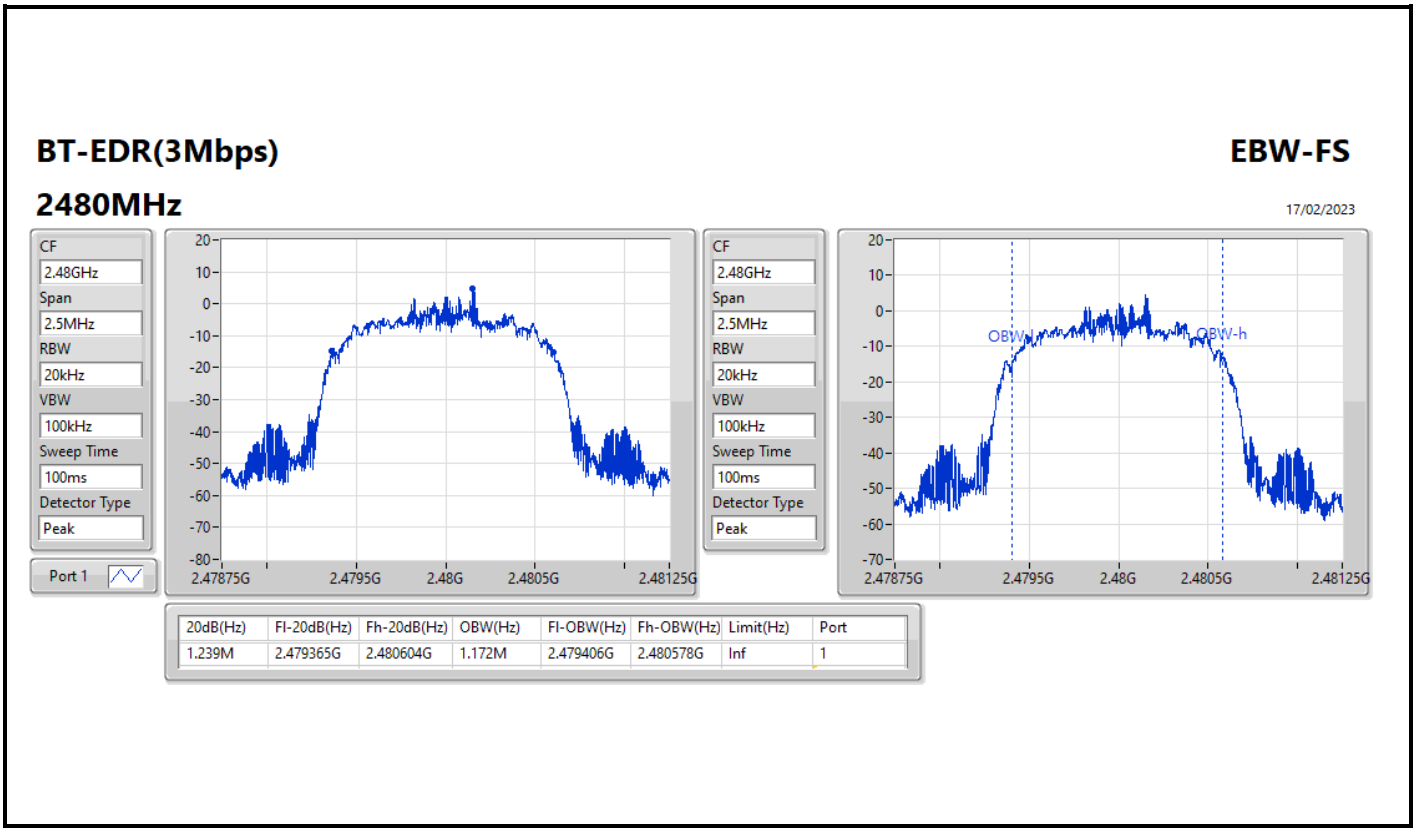 BT-EDR(3Mbps)
EBW-FS
2480MHz
17/02/2023
CF
2.48GHz
Span
2.5MHz
RBW
20kHz
VBW
100kHz
Sweep Time
100ms
Detector Type
Peak
Port 1
20
10
0
-10
-20
-30
-40
-50
-60
-70
-80
2.47875G 2.4795G 2.48G 2.4805G 2.48125G
CF
2.48GHz
Span
2.5MHz
RBW
20kHz
VBW
100kHz
Sweep Time
100ms
Detector Type
Peak
20
10
0
-10
-20
-30
-40
-50
-60
-70
OBW-l OBW-h
2.47875G 2.4795G 2.48G 2.4805G 2.48125G
20dB(Hz) Fl-20dB(Hz) Fh-20dB(Hz) OBW(Hz) Fl-OBW(Hz) Fh-OBW(Hz) Limit(Hz) Port
1.239M 2.479365G 2.480604G 1.172M 2.479406G 2.480578G Inf 1